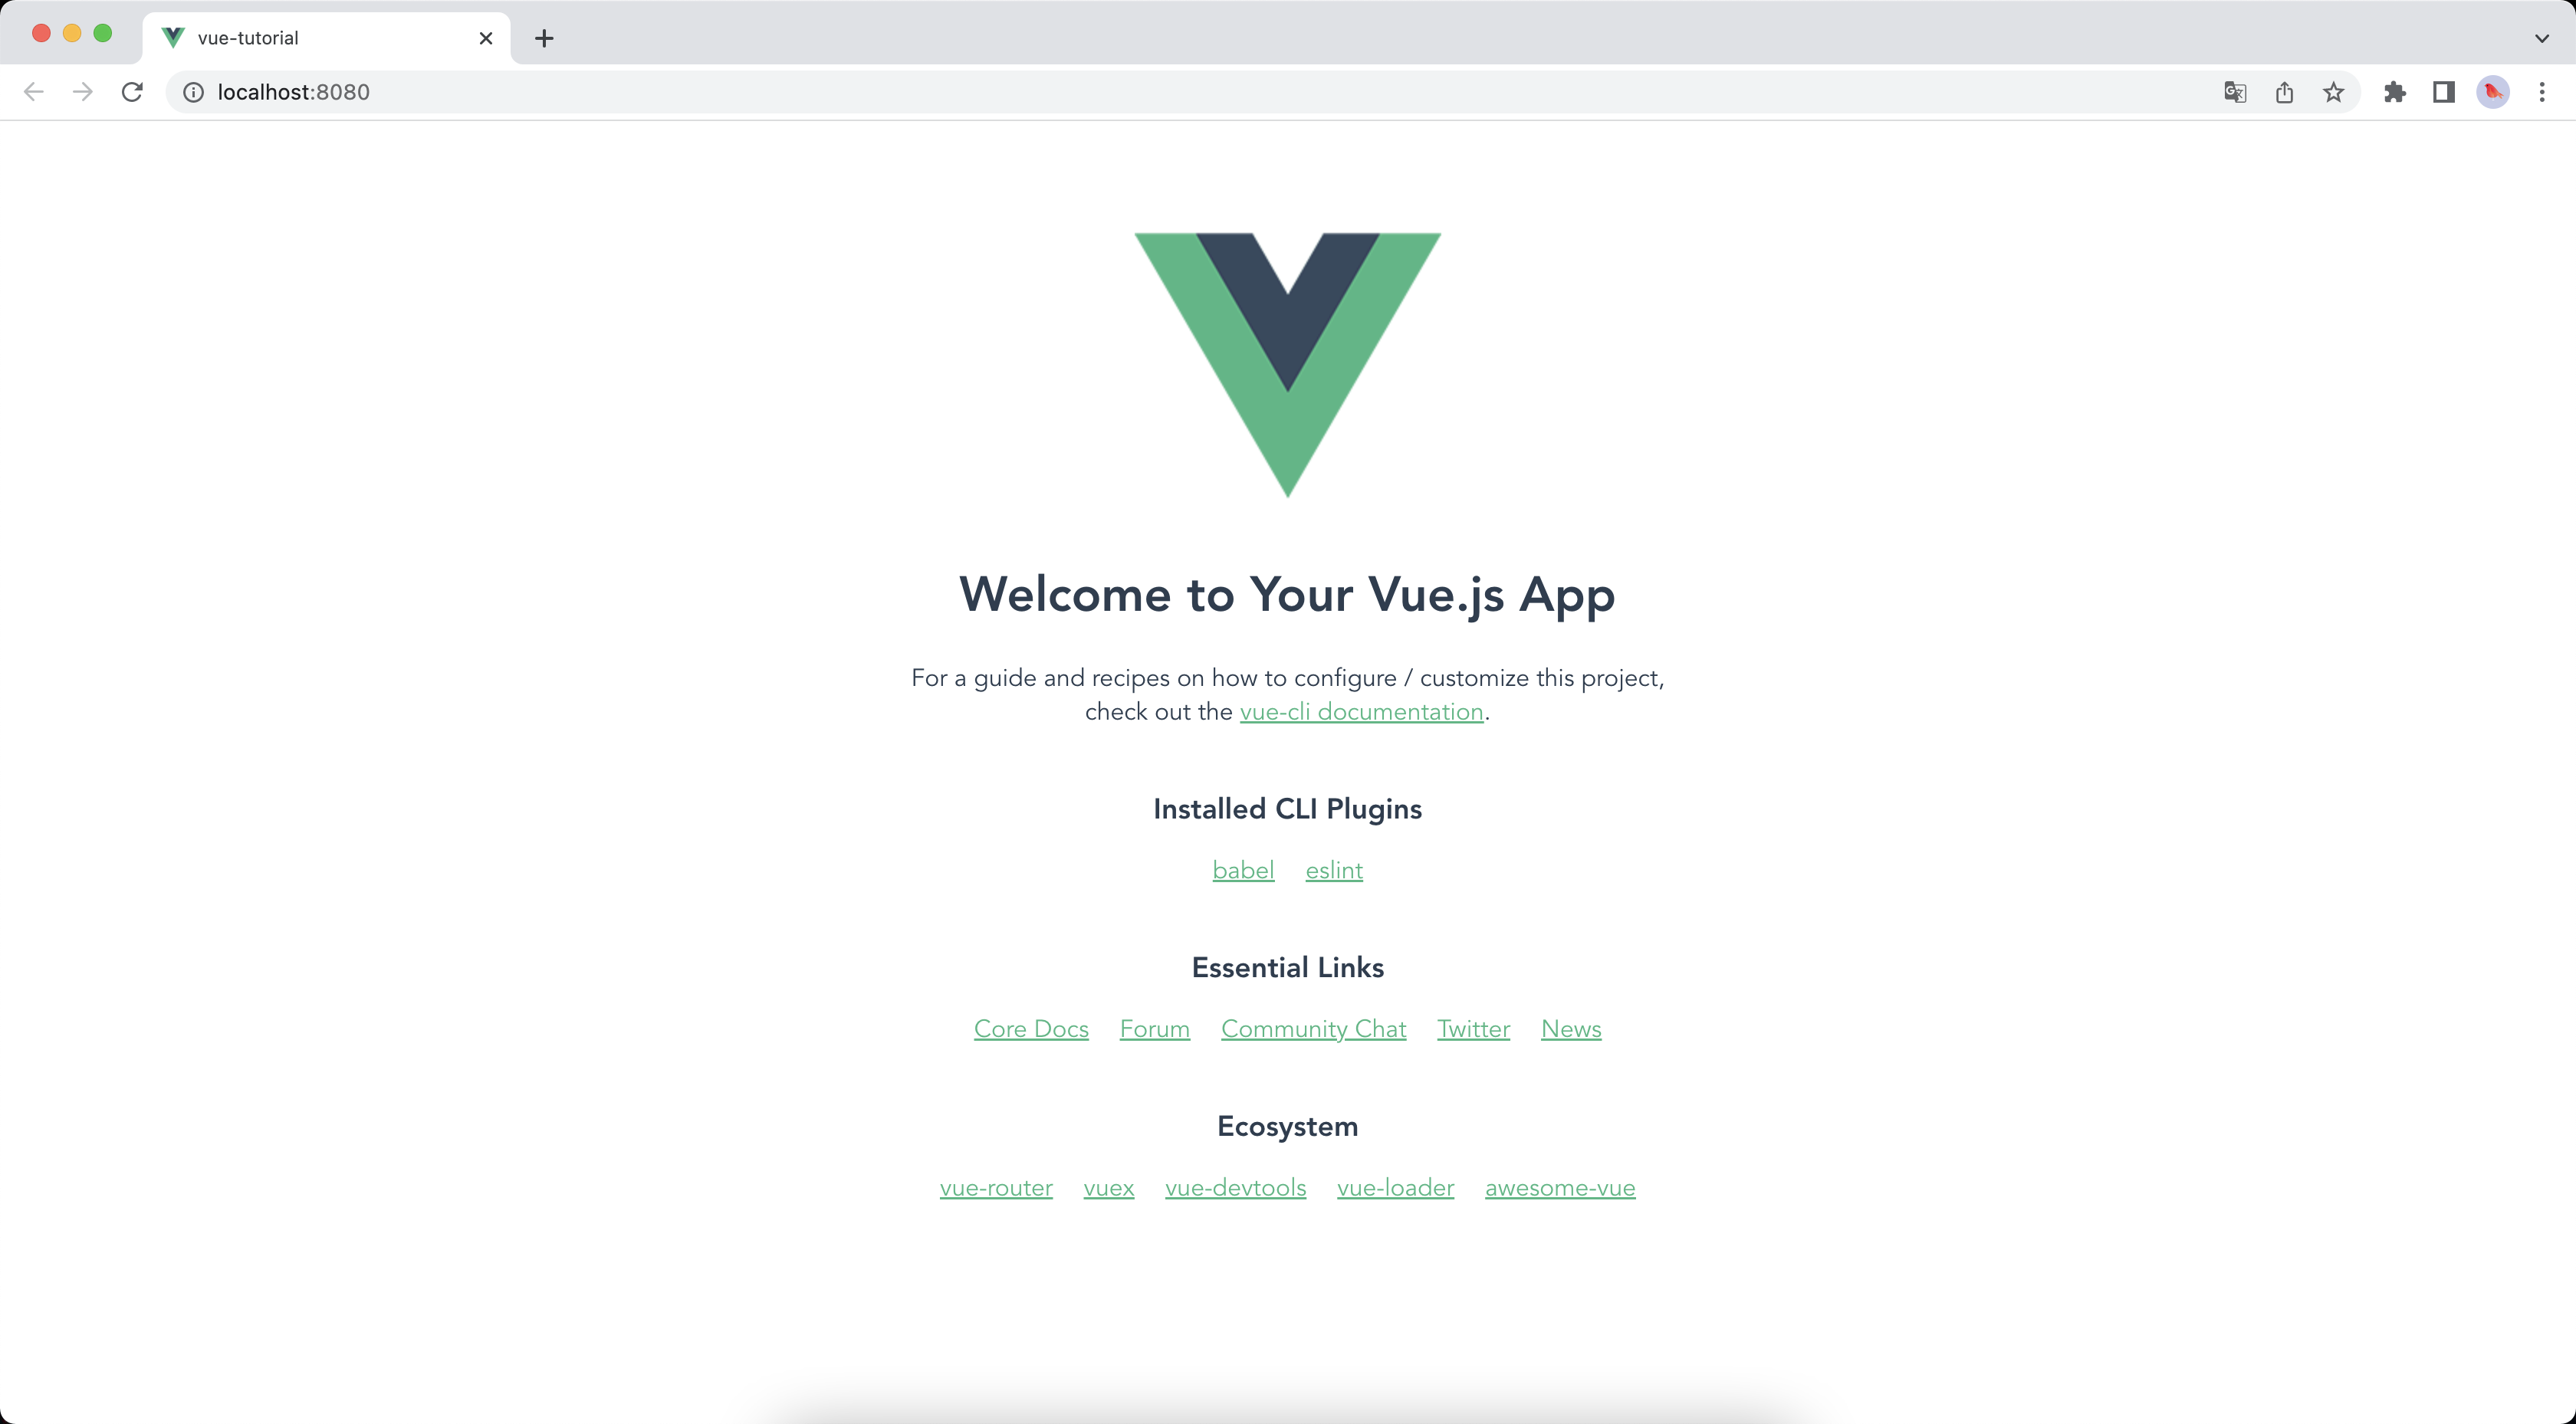 vue-tutorial
localhost:8080
Welcome to Your Vue.js App
For a guide and recipes on how to configure / customize this project,
check out the vue-cli documentation.
Installed CLI Plugins
babel eslint
Essential Links
Core Docs Forum Community Chat Twitter News
Ecosystem
vue-router vuex vue-devtools vue-loader awesome-vue